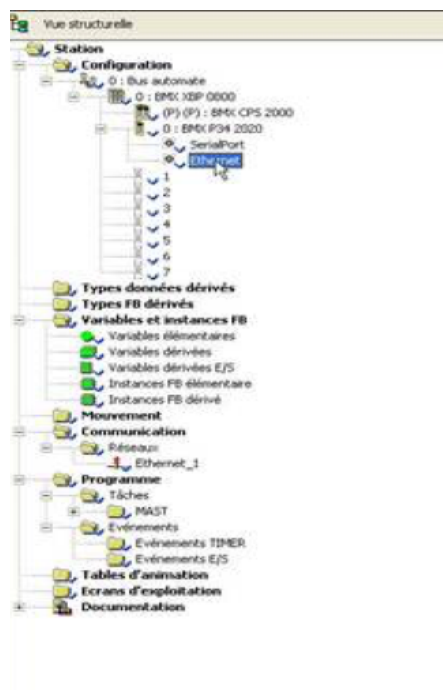 Vue structurelle
Station
Configuration
0 : Bus automate
0 : BMX XBP 0800
(P) (P) : BMX CPS 2000
0 : BMX P34 2020
SerialPort
Ethernet
1
2
3
4
5
6
7
Types données dérivés
Types FB dérivés
Variables et instances FB
Variables élémentaires
Variables dérivées
Variables dérivées E/S
Instances FB élémentaire
Instances FB dérivé
Mouvement
Communication
Réseaux
Ethernet_1
Programme
Tâches
MAST
Evénements
Evénements TIMER
Evénements E/S
Tables d'animation
Ecrans d'exploitation
Documentation